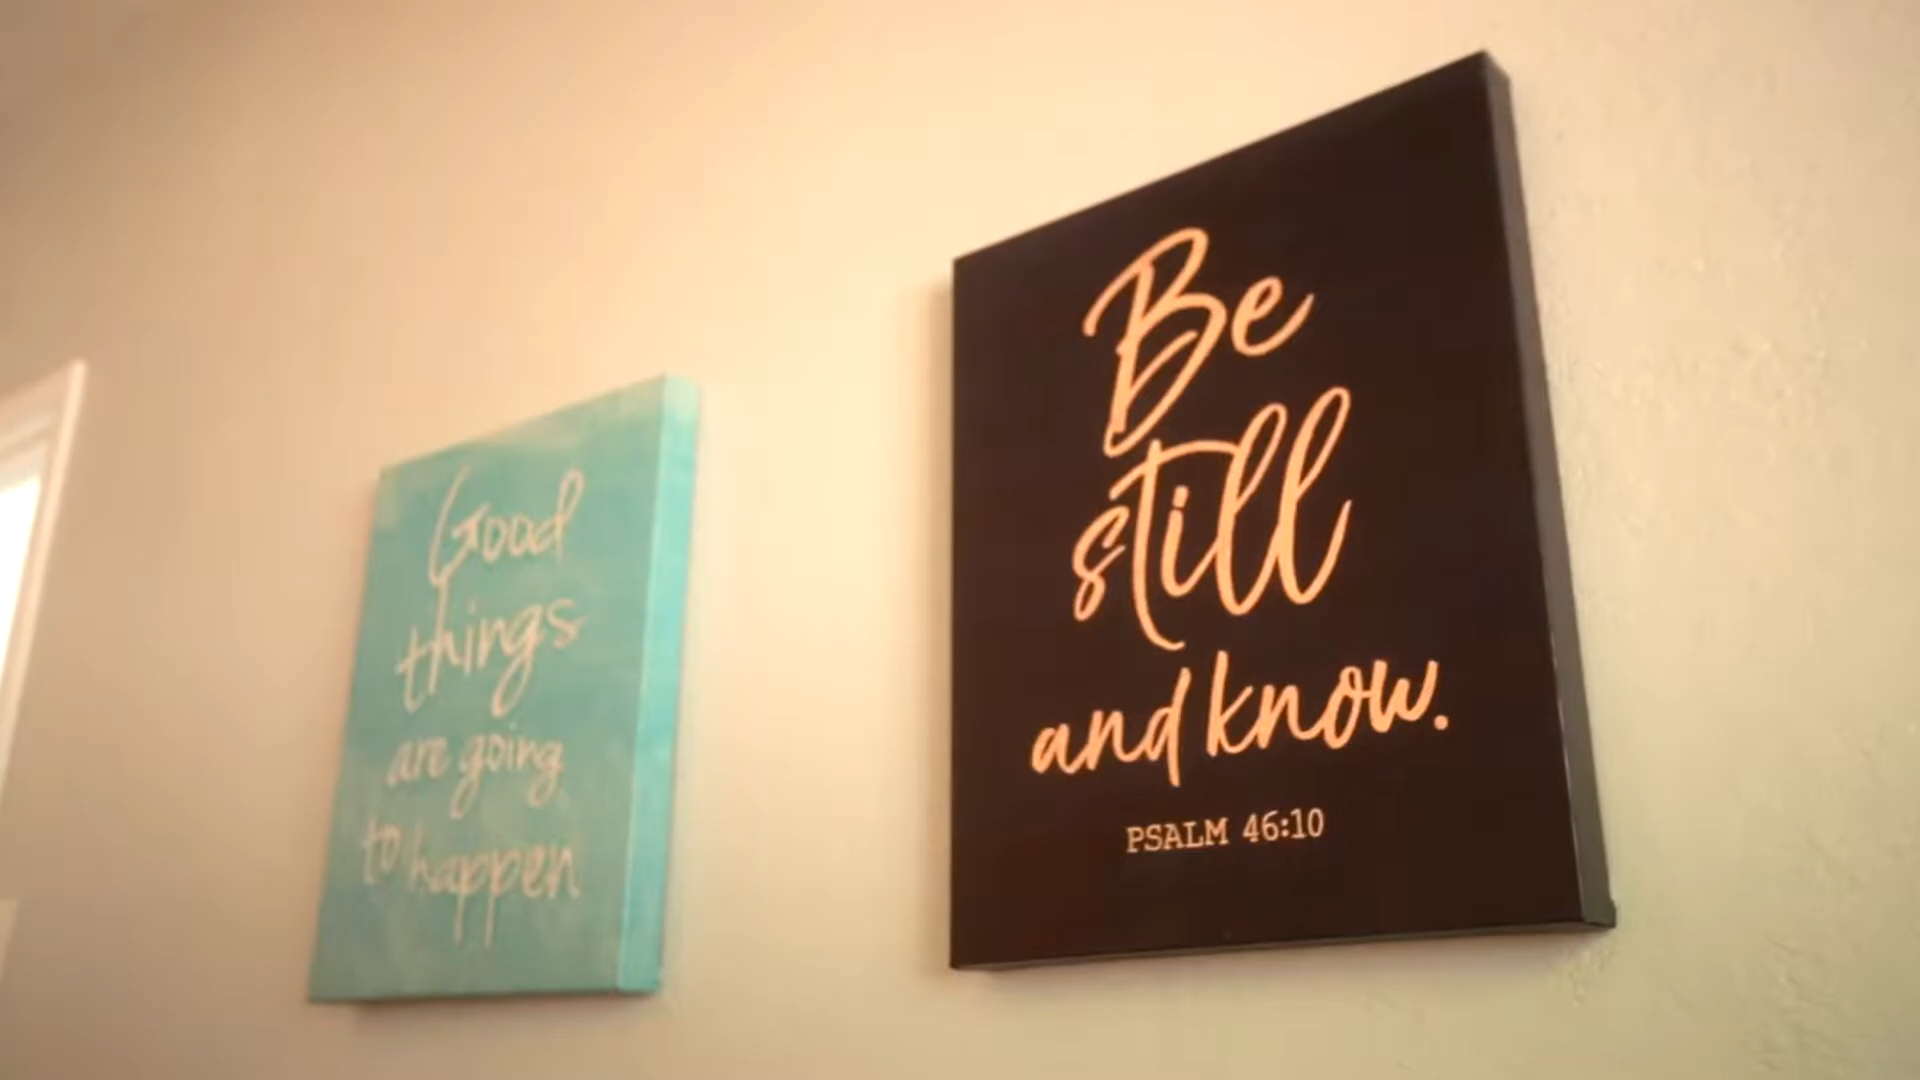 Good
things
are going
to happen
Be
still
and know.
PSALM 46:10